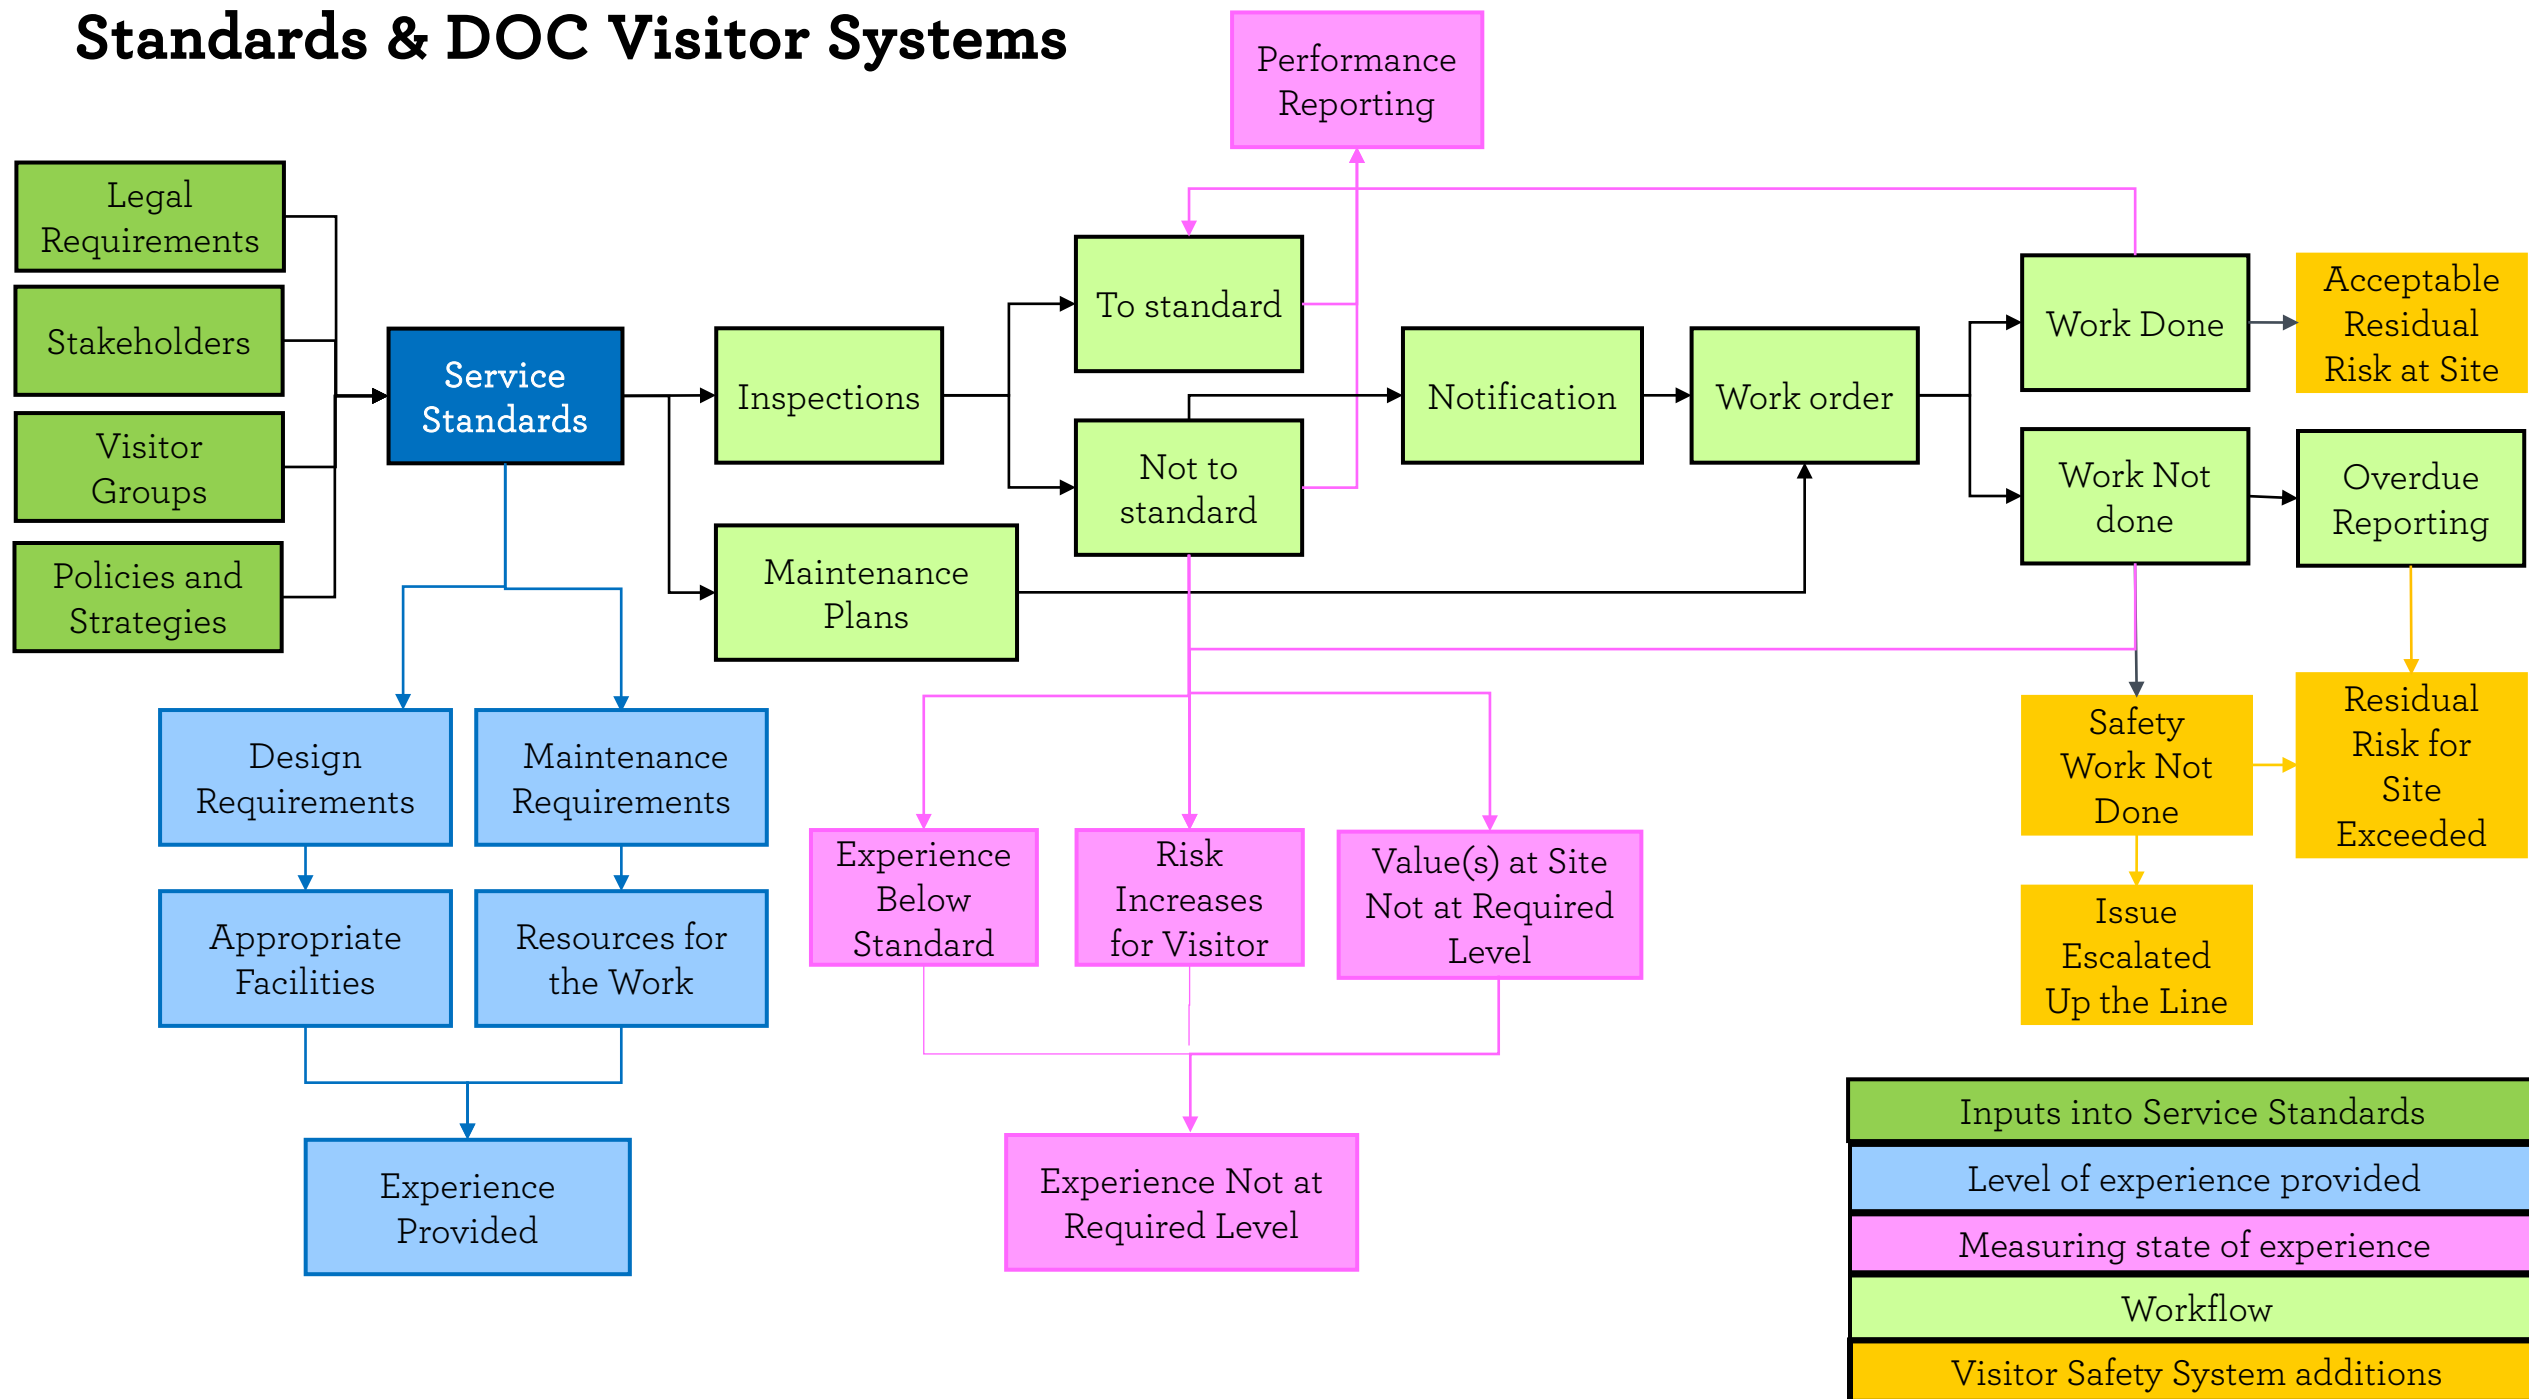 Standards & DOC Visitor Systems
Performance
Reporting
Legal
Requirements
Stakeholders
Visitor
Groups
Policies and
Strategies
Service
Standards
Inspections
Maintenance
Plans
To standard
Not to
standard
Notification
Work order
Work Done
Work Not
done
Acceptable
Residual
Risk at Site
Overdue
Reporting
Design
Requirements
Maintenance
Requirements
Appropriate
Facilities
Resources for
the Work
Experience
Provided
Experience
Below
Standard
Risk
Increases
for Visitor
Value(s) at Site
Not at Required
Level
Experience Not at
Required Level
Safety
Work Not
Done
Residual
Risk for
Site
Exceeded
Issue
Escalated
Up the Line
Inputs into Service Standards
Level of experience provided
Measuring state of experience
Workflow
Visitor Safety System additions